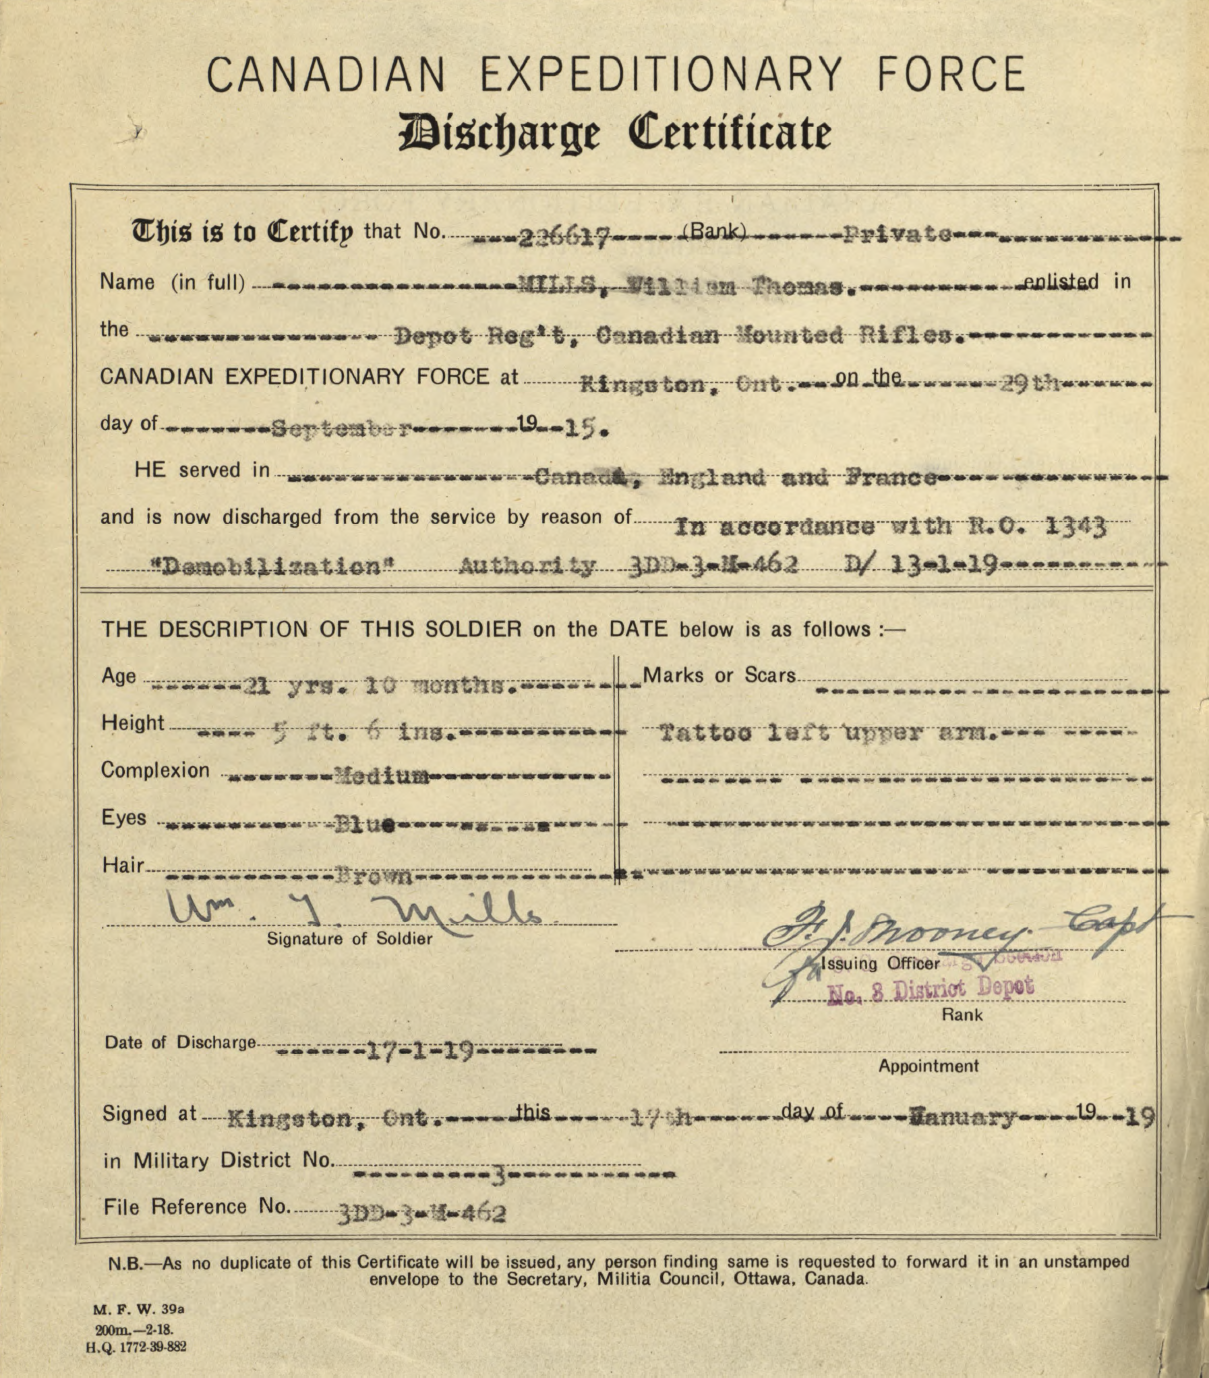 CANADIAN EXPEDITIONARY FORCE
Discharge Certificate
This is to Certify that No. 226617 (Rank) Private
Name (in full) MILLS, William Thomas. enlisted in
the Depot Reg't, Canadian Mounted Rifles.
CANADIAN EXPEDITIONARY FORCE at Kingston, Ont. on the 29th
day of September 19 15.
HE served in Canada, England and France
and is now discharged from the service by reason of In accordance with R.O. 1343
"Demobilization" Authority 3DD-3-M-462 D/ 13-1-19
THE DESCRIPTION OF THIS SOLDIER on the DATE below is as follows :—
Age 21 yrs. 10 months. Marks or Scars
Height 5 ft. 6 ins. Tattoo left upper arm.
Complexion Medium
Eyes Blue
Hair Brown
Wm. T. Mills
Signature of Soldier
F. J. Mooney Capt
Issuing Officer
for
No. 3 District Depot
Rank
Date of Discharge 17-1-19
Appointment
Signed at Kingston, Ont. this 17th day of January 19 19
in Military District No. 3
File Reference No. 3DD-3-M-462
N.B.—As no duplicate of this Certificate will be issued, any person finding same is requested to forward it in an unstamped
envelope to the Secretary, Militia Council, Ottawa, Canada.
M. F. W. 39a
200m.—2-18.
H.Q. 1772-39-882